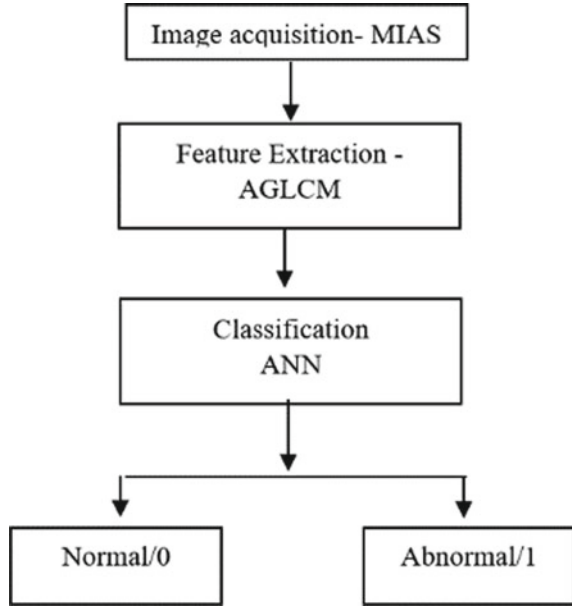 Image acquisition- MIAS
Feature Extraction -
AGLCM
Classification
ANN
Normal/0
Abnormal/1